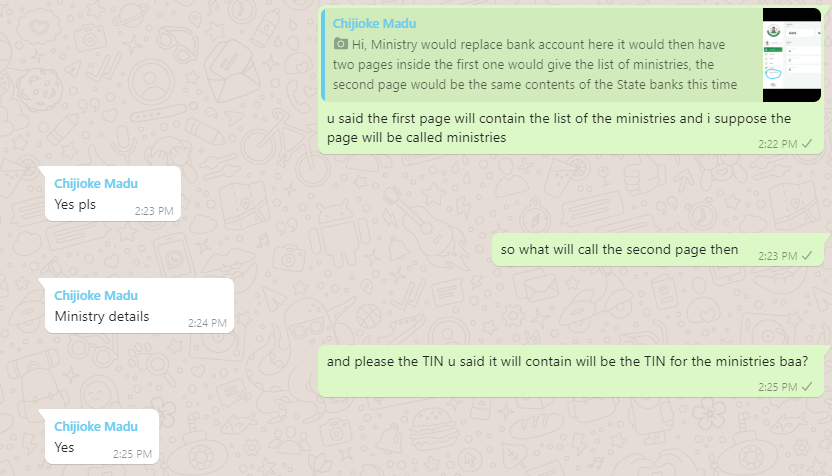 Chijioke Madu
Hi, Ministry would replace bank account here it would then have
two pages inside the first one would give the list of ministries, the
second page would be the same contents of the State banks this time
u said the first page will contain the list of the ministries and i suppose the
page will be called ministries
2:22 PM
Chijioke Madu
Yes pls
2:23 PM
so what will call the second page then
2:23 PM
Chijioke Madu
Ministry details
2:24 PM
and please the TIN u said it will contain will be the TIN for the ministries baa?
2:25 PM
Chijioke Madu
Yes
2:25 PM